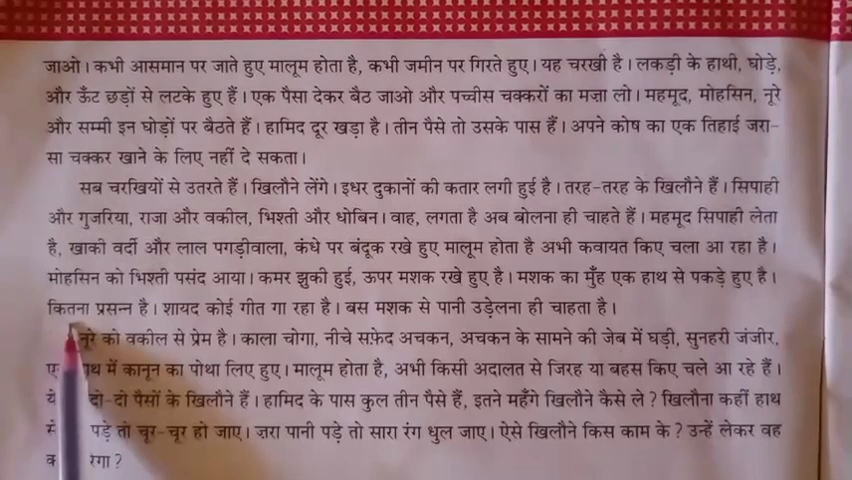 जाओ। कभी आसमान पर जाते हुए मालूम होता है, कभी जमीन पर गिरते हुए। यह चरखी है। लकड़ी के हाथी, घोड़े,
और ऊँट छड़ों से लटके हुए हैं। एक पैसा देकर बैठ जाओ और पच्चीस चक्करों का मज़ा लो। महमूद, मोहसिन, नूरे
और सम्मी इन घोड़ों पर बैठते हैं। हामिद दूर खड़ा है। तीन पैसे तो उसके पास हैं। अपने कोष का एक तिहाई जरा-
सा चक्कर खाने के लिए नहीं दे सकता।
सब चरखियों से उतरते हैं। खिलौने लेंगे। इधर दुकानों की कतार लगी हुई है। तरह-तरह के खिलौने हैं। सिपाही
और गुजरिया, राजा और वकील, भिश्ती और धोबिन। वाह, लगता है अब बोलना ही चाहते हैं। महमूद सिपाही लेता
है, खाकी वर्दी और लाल पगड़ीवाला, कंधे पर बंदूक रखे हुए मालूम होता है अभी कवायत किए चला आ रहा है।
मोहसिन को भिश्ती पसंद आया। कमर झुकी हुई, ऊपर मशक रखे हुए है। मशक का मुँह एक हाथ से पकड़े हुए है।
कितना प्रसन्न है। शायद कोई गीत गा रहा है। बस मशक से पानी उड़ेलना ही चाहता है।
नूरे को वकील से प्रेम है। काला चोगा, नीचे सफ़ेद अचकन, अचकन के सामने की जेब में घड़ी, सुनहरी जंजीर,
में कानून का पोथा लिए हुए। मालूम होता है, अभी किसी अदालत से जिरह या बहस किए चले आ रहे हैं।
दो-दो पैसों के खिलौने हैं। हामिद के पास कुल तीन पैसे हैं, इतने महँगे खिलौने कैसे ले? खिलौना कहीं हाथ
पड़े तो चूर-चूर हो जाए। ज़रा पानी पड़े तो सारा रंग धुल जाए। ऐसे खिलौने किस काम के? उन्हें लेकर वह